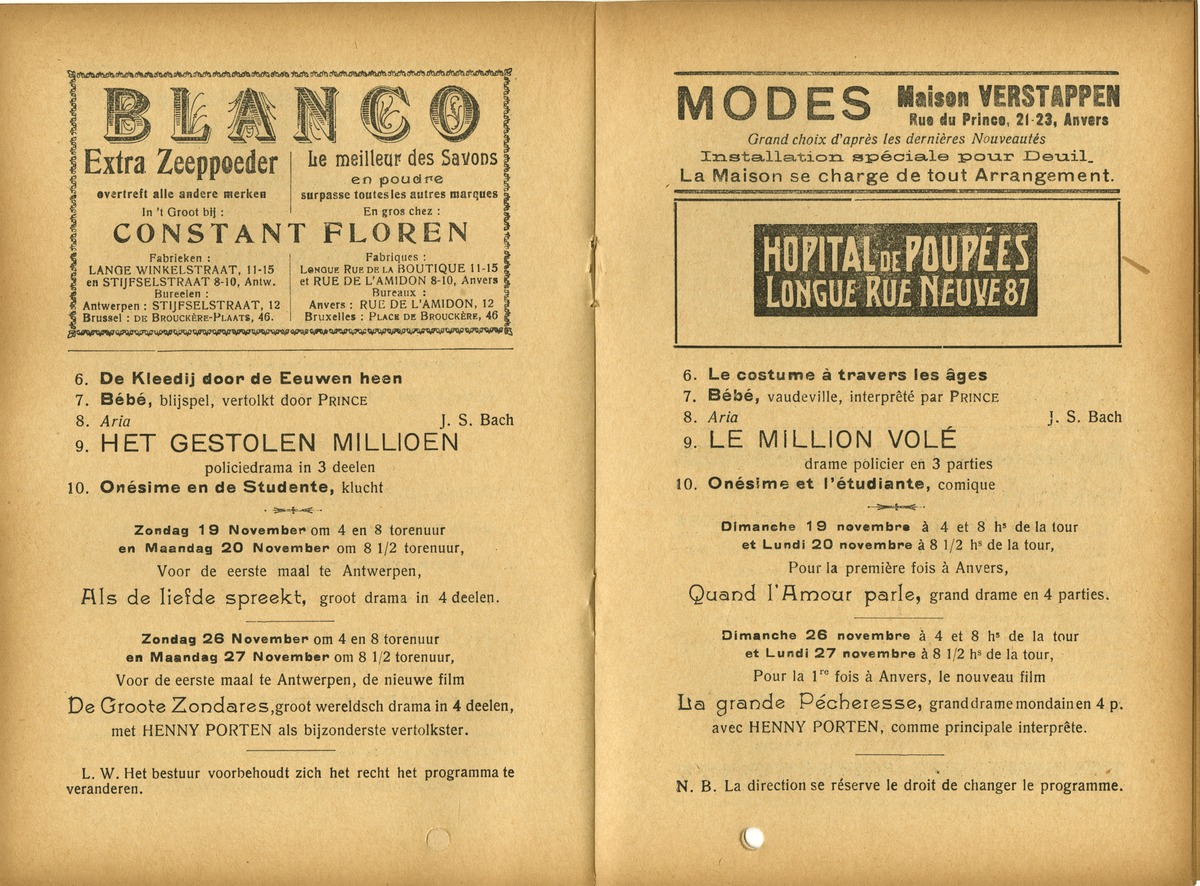 BLANCO
Extra Zeeppoeder
overtreft alle andere merken
In 't Groot bij :
Le meilleur des Savons
en poudre
surpasse toutes les autres marques
En gros chez :
CONSTANT FLOREN
Fabrieken :
LANGE WINKELSTRAAT, 11-15
en STIJFSELSTRAAT 8-10, Antw.
Bureelen :
Antwerpen : STIJFSELSTRAAT, 12
Brussel : DE BROUCKÈRE-PLAATS, 46.
Fabriques :
LONGUE RUE DE LA BOUTIQUE 11-15
et RUE DE L'AMIDON 8-10, Anvers
Bureaux :
Anvers : RUE DE L'AMIDON, 12
Bruxelles : PLACE DE BROUCKÈRE, 46
6. De Kleedij door de Eeuwen heen
7. Bébé, blijspel, vertolkt door PRINCE
8. Aria J. S. Bach
9. HET GESTOLEN MILLIOEN
policiedrama in 3 deelen
10. Onésime en de Studente, klucht
Zondag 19 November om 4 en 8 torenuur
en Maandag 20 November om 8 1/2 torenuur,
Voor de eerste maal te Antwerpen,
Als de liefde spreekt, groot drama in 4 deelen.
Zondag 26 November om 4 en 8 torenuur
en Maandag 27 November om 8 1/2 torenuur,
Voor de eerste maal te Antwerpen, de nieuwe film
De Groote Zondares, groot wereldsch drama in 4 deelen,
met HENNY PORTEN als bijzonderste vertolkster.
L. W. Het bestuur voorbehoudt zich het recht het programma te
veranderen.
MODES Maison VERSTAPPEN
Rue du Prince, 21-23, Anvers
Grand choix d'après les dernières Nouveautés
Installation spéciale pour Deuil.
La Maison se charge de tout Arrangement.
HOPITAL DE POUPÉES
LONGUE RUE NEUVE 87
6. Le costume à travers les âges
7. Bébé, vaudeville, interprêté par PRINCE
8. Aria J. S. Bach
9. LE MILLION VOLÉ
drame policier en 3 parties
10. Onésime et l'étudiante, comique
Dimanche 19 novembre à 4 et 8 hs de la tour
et Lundi 20 novembre à 8 1/2 hs de la tour,
Pour la première fois à Anvers,
Quand l'Amour parle, grand drame en 4 parties.
Dimanche 26 novembre à 4 et 8 hs de la tour
et Lundi 27 novembre à 8 1/2 hs de la tour,
Pour la 1re fois à Anvers, le nouveau film
La grande Pécheresse, grand drame mondain en 4 p.
avec HENNY PORTEN, comme principale interprête.
N. B. La direction se réserve le droit de changer le programme.